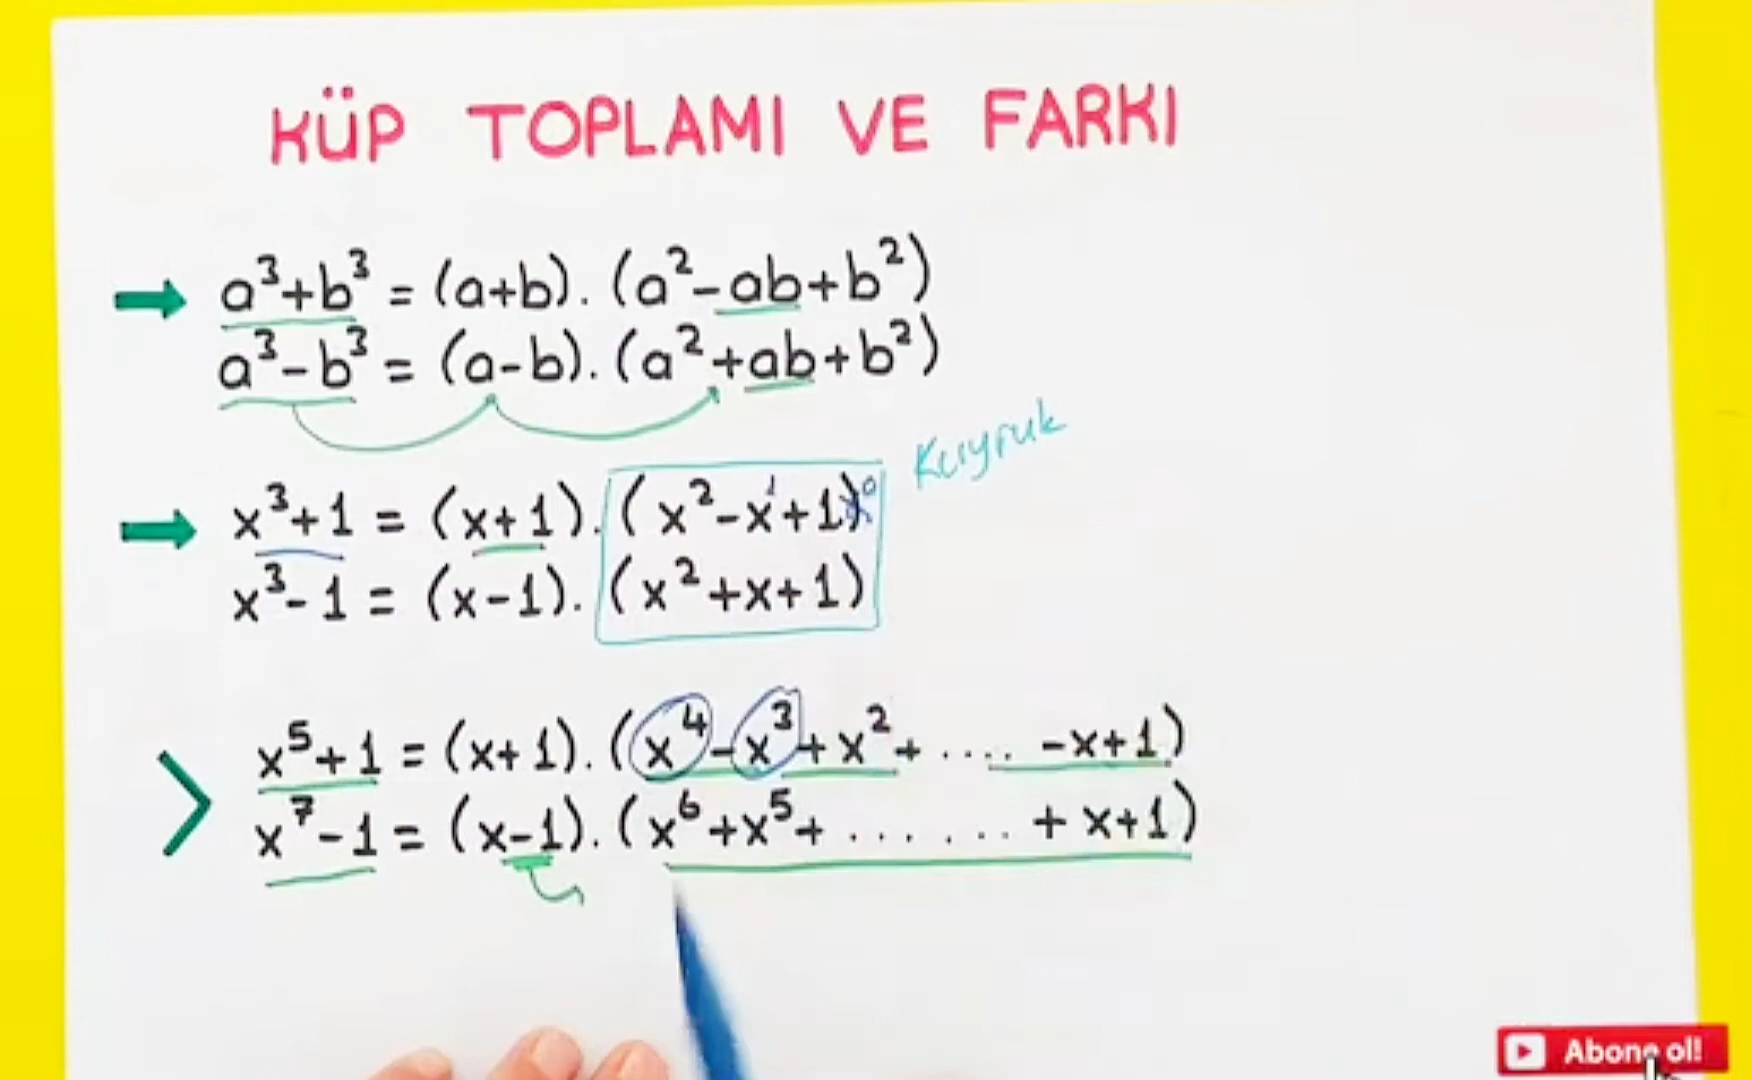 KÜP TOPLAMI VE FARKI
a³+b³ = (a+b).(a²-ab+b²)
a³-b³ = (a-b).(a²+ab+b²)
Kuyruk
x³+1 = (x+1).(x²-x¹+1x⁰)
x³-1 = (x-1).(x²+x+1)
x⁵+1 = (x+1).(x⁴-x³+x²+ .... -x+1)
x⁷-1 = (x-1).(x⁶+x⁵+ ....... + x+1)
Abone ol!